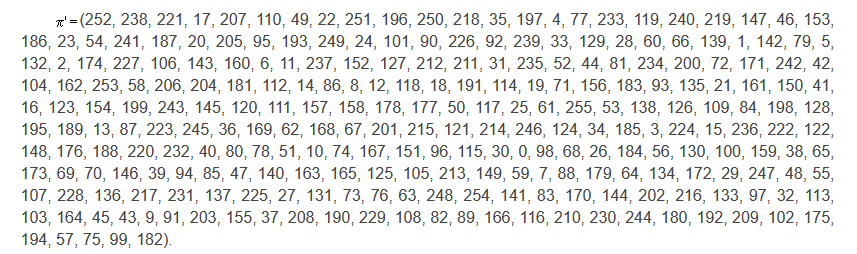 π'=(252, 238, 221, 17, 207, 110, 49, 22, 251, 196, 250, 218, 35, 197, 4, 77, 233, 119, 240, 219, 147, 46, 153,
186, 23, 54, 241, 187, 20, 205, 95, 193, 249, 24, 101, 90, 226, 92, 239, 33, 129, 28, 60, 66, 139, 1, 142, 79, 5,
132, 2, 174, 227, 106, 143, 160, 6, 11, 237, 152, 127, 212, 211, 31, 235, 52, 44, 81, 234, 200, 72, 171, 242, 42,
104, 162, 253, 58, 206, 204, 181, 112, 14, 86, 8, 12, 118, 18, 191, 114, 19, 71, 156, 183, 93, 135, 21, 161, 150, 41,
16, 123, 154, 199, 243, 145, 120, 111, 157, 158, 178, 177, 50, 117, 25, 61, 255, 53, 138, 126, 109, 84, 198, 128,
195, 189, 13, 87, 223, 245, 36, 169, 62, 168, 67, 201, 215, 121, 214, 246, 124, 34, 185, 3, 224, 15, 236, 222, 122,
148, 176, 188, 220, 232, 40, 80, 78, 51, 10, 74, 167, 151, 96, 115, 30, 0, 98, 68, 26, 184, 56, 130, 100, 159, 38, 65,
173, 69, 70, 146, 39, 94, 85, 47, 140, 163, 165, 125, 105, 213, 149, 59, 7, 88, 179, 64, 134, 172, 29, 247, 48, 55,
107, 228, 136, 217, 231, 137, 225, 27, 131, 73, 76, 63, 248, 254, 141, 83, 170, 144, 202, 216, 133, 97, 32, 113,
103, 164, 45, 43, 9, 91, 203, 155, 37, 208, 190, 229, 108, 82, 89, 166, 116, 210, 230, 244, 180, 192, 209, 102, 175,
194, 57, 75, 99, 182).